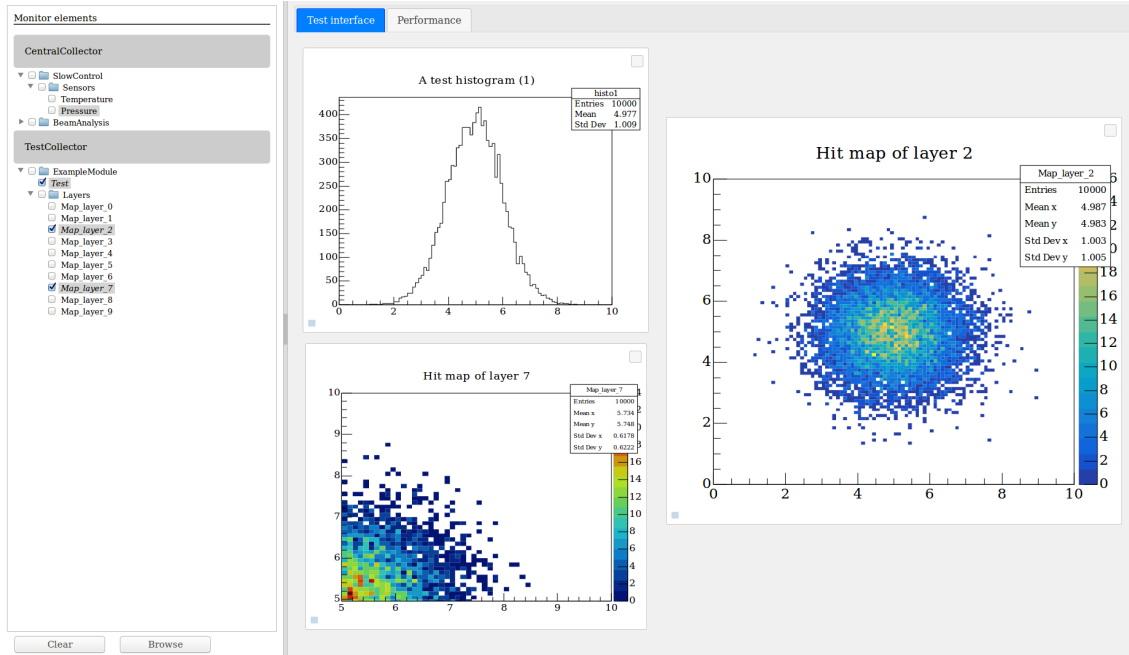 Monitor elements
CentralCollector
SlowControl
Sensors
Temperature
Pressure
BeamAnalysis
TestCollector
ExampleModule
Test
Layers
Map_layer_0
Map_layer_1
Map_layer_2
Map_layer_3
Map_layer_4
Map_layer_5
Map_layer_6
Map_layer_7
Map_layer_8
Map_layer_9
Clear Browse
Test interface Performance
A test histogram (1)
histo1
Entries 10000
Mean 4.977
Std Dev 1.009
400
350
300
250
200
150
100
50
0
0 2 4 6 8 10
Hit map of layer 7
Map_layer_7
Entries 10000
Mean x 5.734
Mean y 5.748
Std Dev x 0.6178
Std Dev y 0.6222
10
9
8
7
6
5
5 6 7 8 9 10
4
2
0
16
14
12
10
8
6
4
2
0
Hit map of layer 2
Map_layer_2
Entries 10000
Mean x 4.987
Mean y 4.983
Std Dev x 1.003
Std Dev y 1.005
10
8
6
4
2
0
0 2 4 6 8 10
6
4
2
0
18
16
14
12
10
8
6
4
2
0